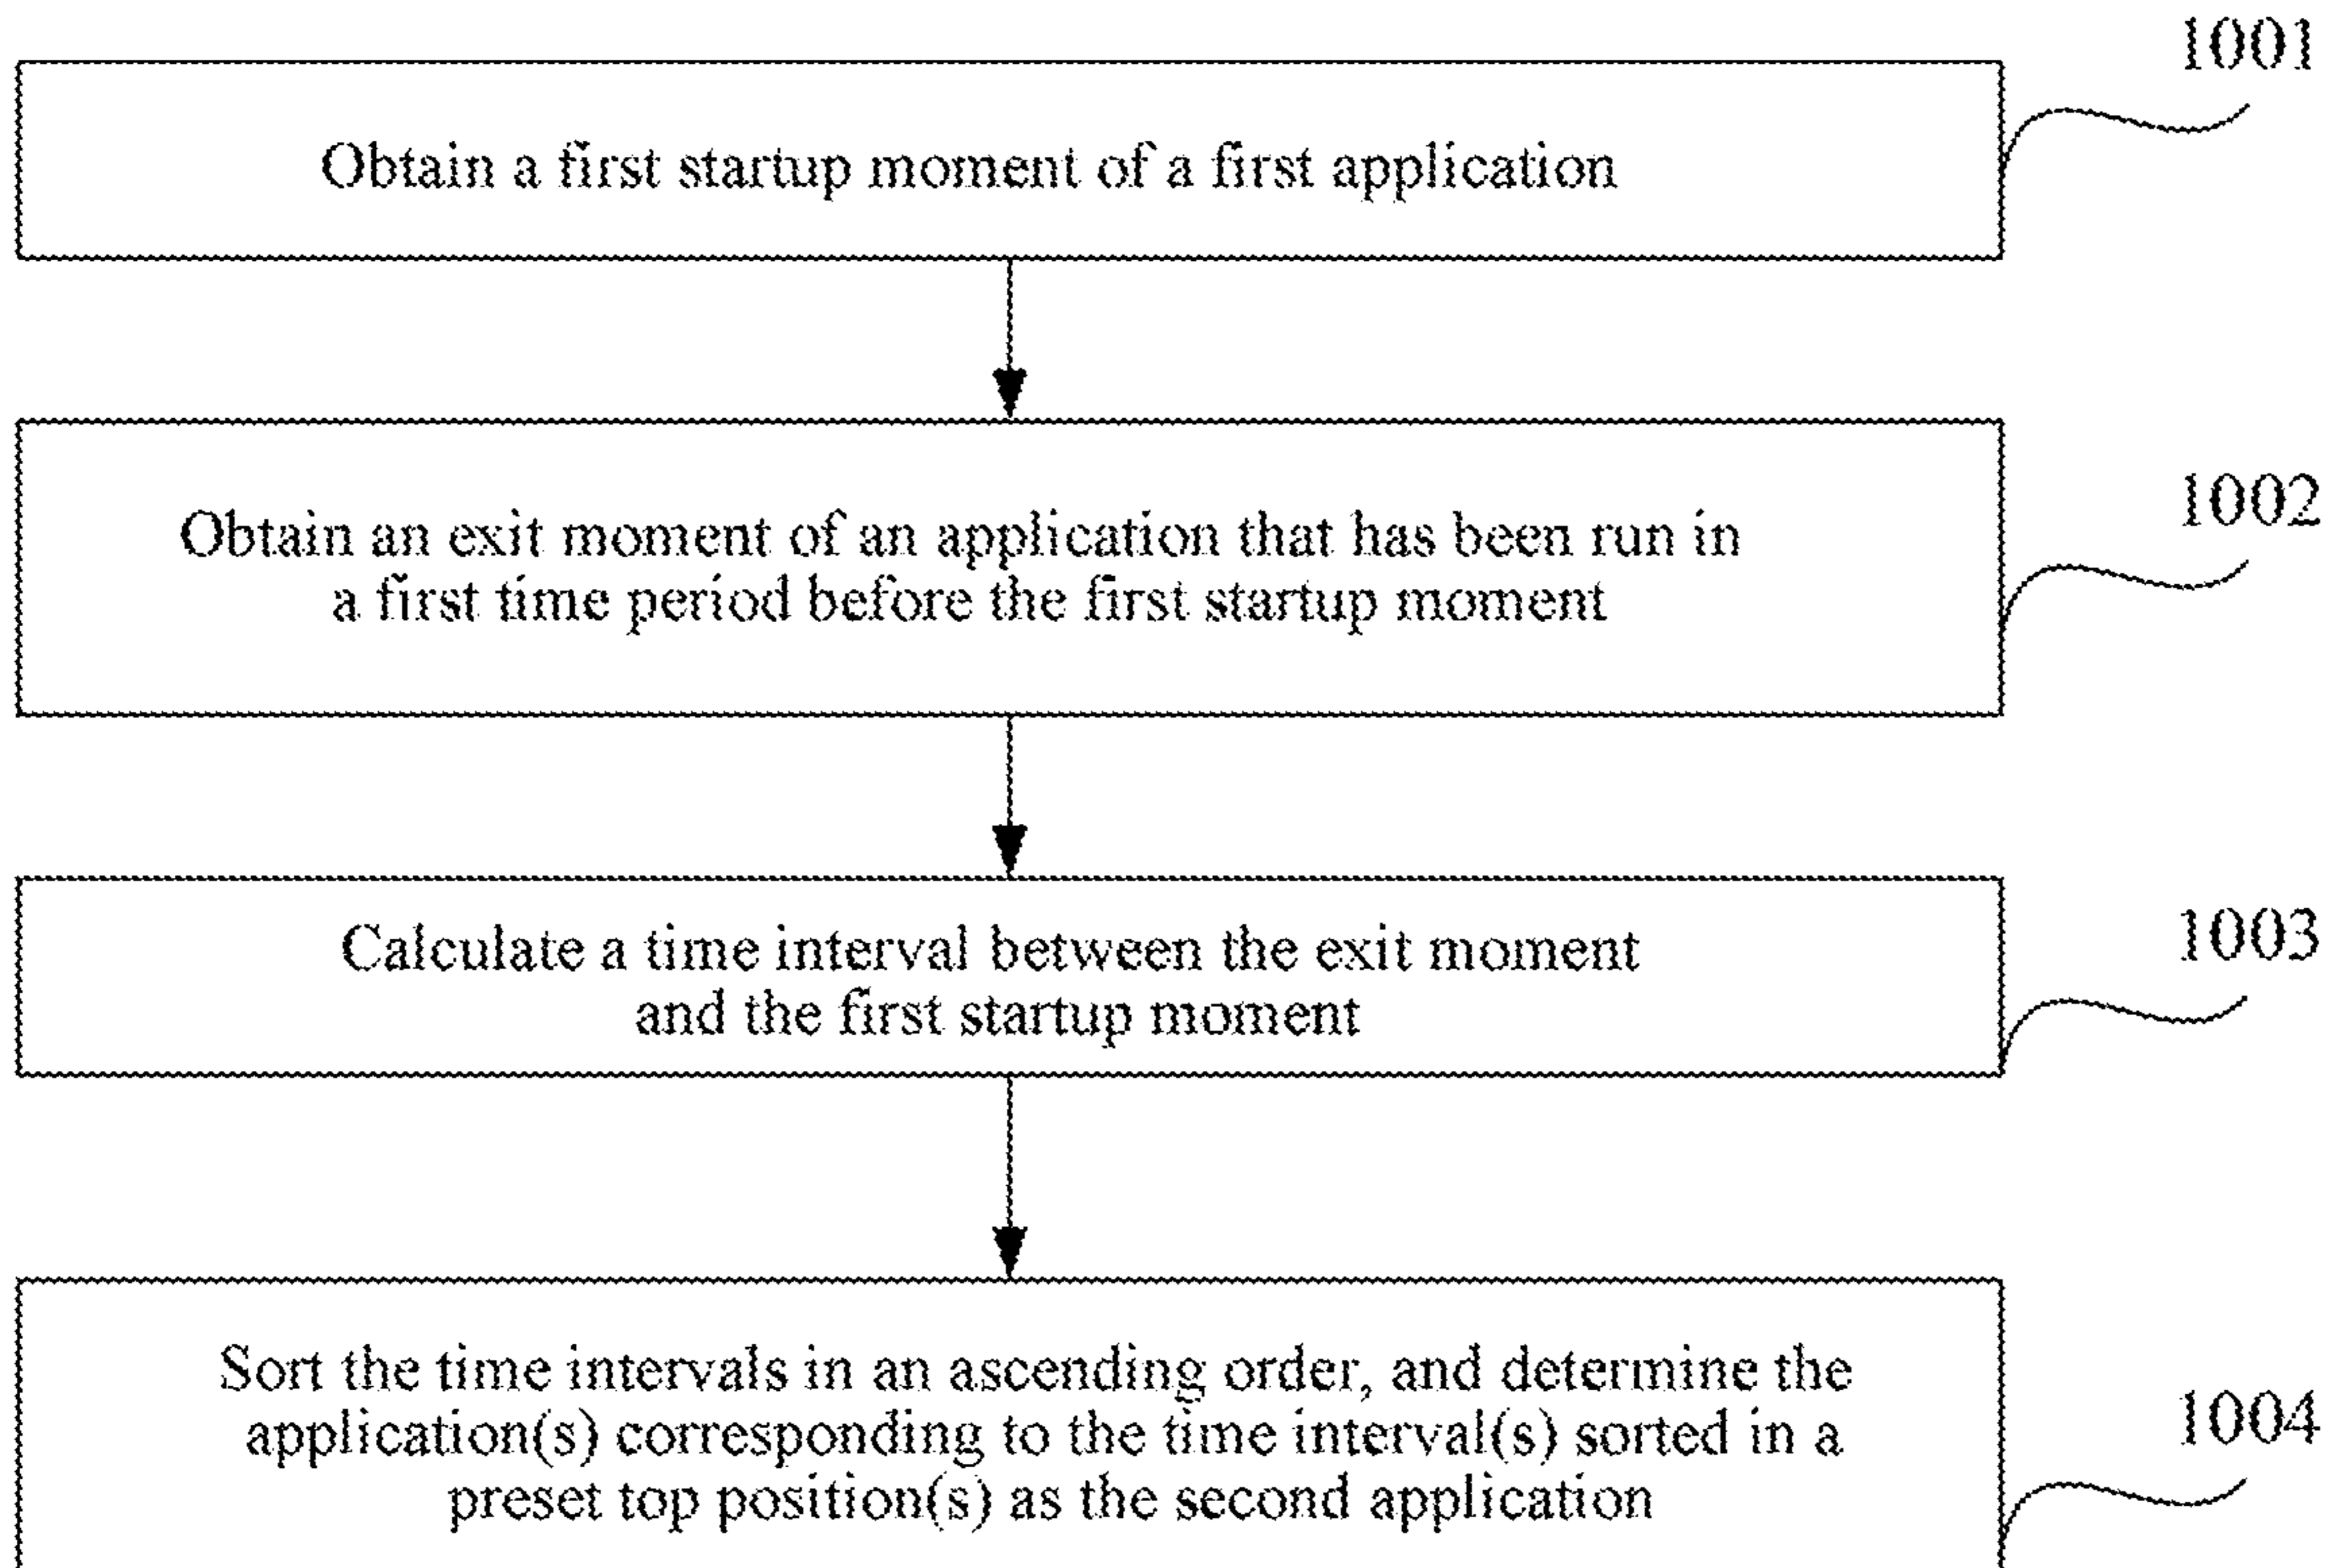 1001
Obtain a first startup moment of a first application
1002
Obtain an exit moment of an application that has been run in
a first time period before the first startup moment
1003
Calculate a time interval between the exit moment
and the first startup moment
Sort the time intervals in an ascending order, and determine the
application(s) corresponding to the time interval(s) sorted in a
1004
preset top position(s) as the second application